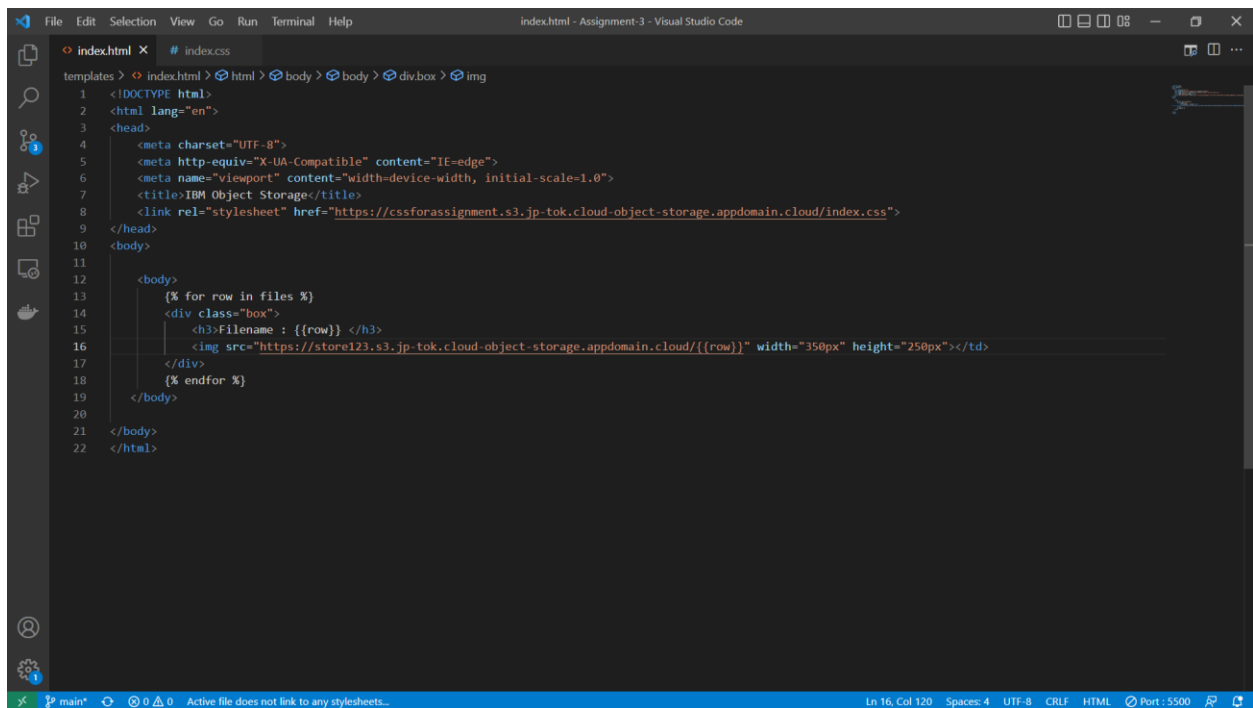 File Edit Selection View Go Run Terminal Help index.html - Assignment-3 - Visual Studio Code
index.html # index.css
templates > index.html > html > body > body > div.box > img
1 <!DOCTYPE html>
2 <html lang="en">
3 <head>
4 <meta charset="UTF-8">
5 <meta http-equiv="X-UA-Compatible" content="IE=edge">
6 <meta name="viewport" content="width=device-width, initial-scale=1.0">
7 <title>IBM Object Storage</title>
8 <link rel="stylesheet" href="https://cssforassignment.s3.jp-tok.cloud-object-storage.appdomain.cloud/index.css">
9 </head>
10 <body>
11
12 <body>
13 {% for row in files %}
14 <div class="box">
15 <h3>Filename : {{row}} </h3>
16 <img src="https://store123.s3.jp-tok.cloud-object-storage.appdomain.cloud/{{row}}" width="350px" height="250px"></td>
17 </div>
18 {% endfor %}
19 </body>
20
21 </body>
22 </html>
3
1
main* 0 0 Active file does not link to any stylesheets... Ln 16, Col 120 Spaces: 4 UTF-8 CRLF HTML Port : 5500